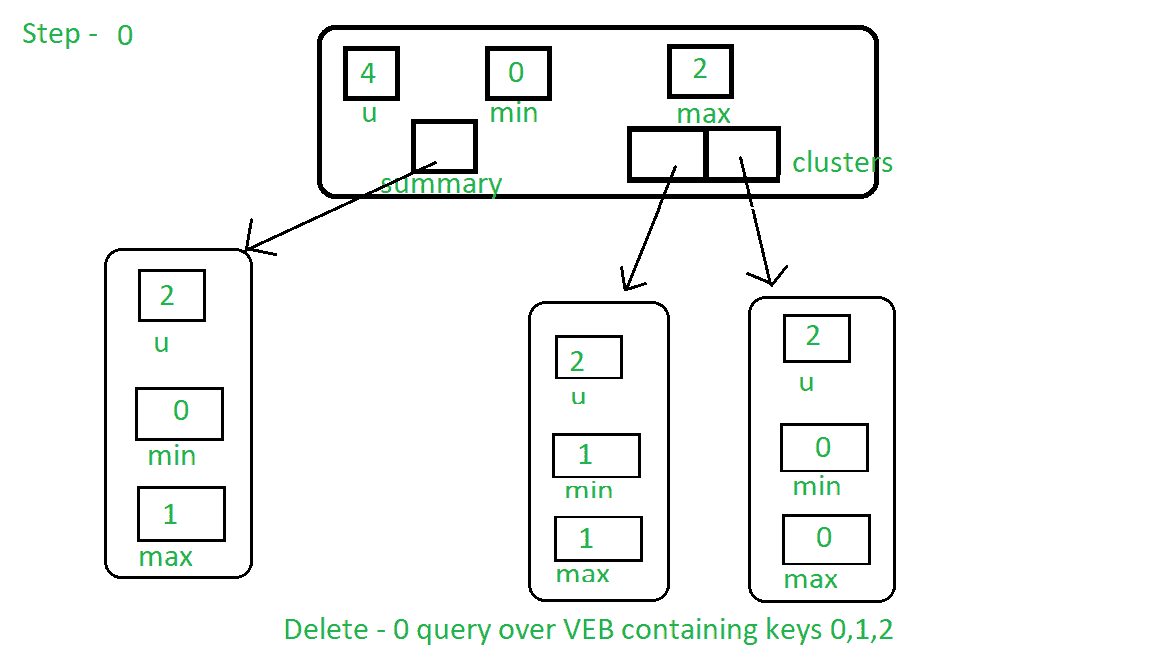 Step - 0
4
0
2
u
min
max
summary
clusters
2
u
0
min
1
max
2
u
1
min
1
max
2
u
0
min
0
max
Delete - 0 query over VEB containing keys 0,1,2